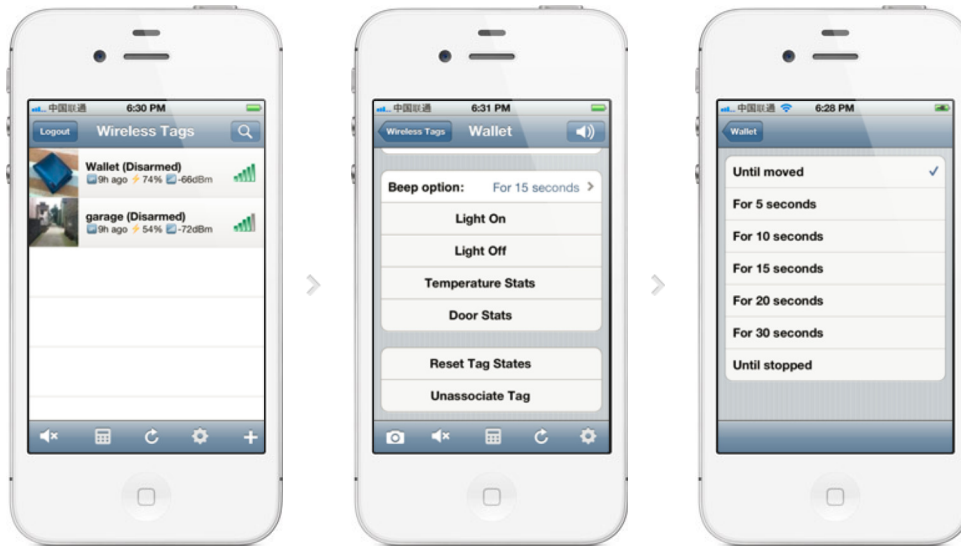 中国联通 6:30 PM
Logout Wireless Tags
Wallet (Disarmed)
9h ago 74% -66dBm
garage (Disarmed)
9h ago 54% -72dBm
中国联通 6:31 PM
Wireless Tags Wallet
Beep option: For 15 seconds
Light On
Light Off
Temperature Stats
Door Stats
Reset Tag States
Unassociate Tag
中国联通 6:28 PM
Wallet
Until moved
For 5 seconds
For 10 seconds
For 15 seconds
For 20 seconds
For 30 seconds
Until stopped